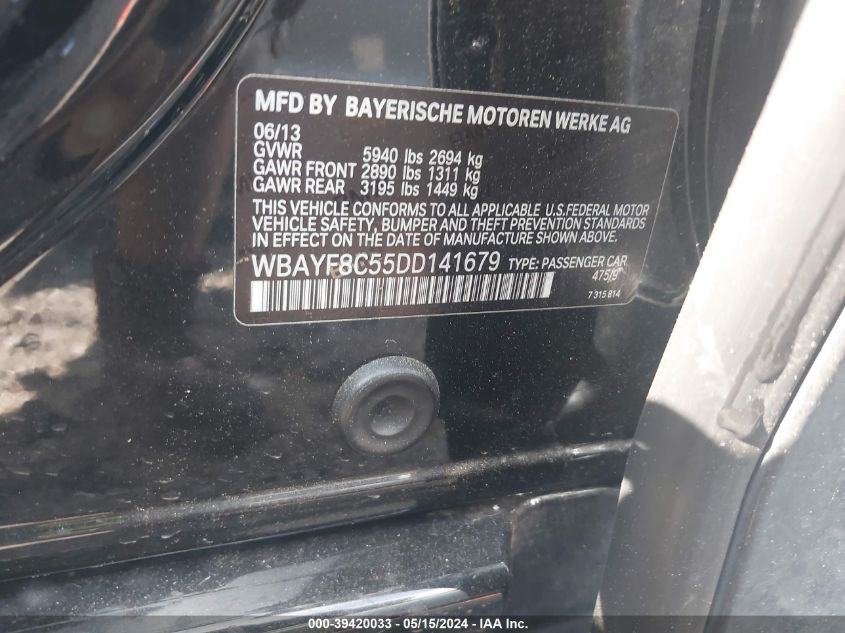 MFD BY BAYERISCHE MOTOREN WERKE AG
06/13
GVWR 5940 lbs 2694 kg
GAWR FRONT 2890 lbs 1311 kg
GAWR REAR 3195 lbs 1449 kg
THIS VEHICLE CONFORMS TO ALL APPLICABLE U.S.FEDERAL MOTOR
VEHICLE SAFETY, BUMPER AND THEFT PREVENTION STANDARDS
IN EFFECT ON THE DATE OF MANUFACTURE SHOWN ABOVE.
WBAYF8C55DD141679 TYPE: PASSENGER CAR
475/9
7 315 814
000-39420033 - 05/15/2024 - IAAI, Inc.